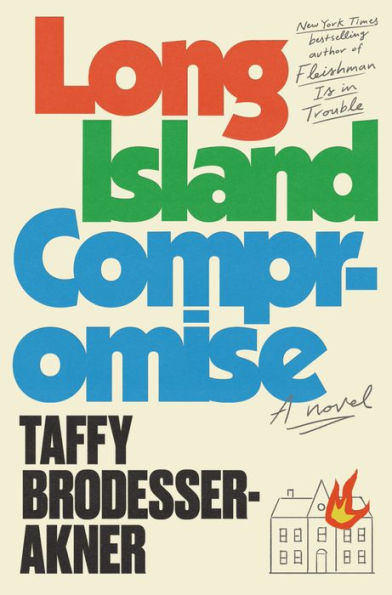 Long
Island
Compr-
omise
New York Times
bestselling
author of
Fleishman
Is in
Trouble
A novel
TAFFY
BRODESSER-
AKNER